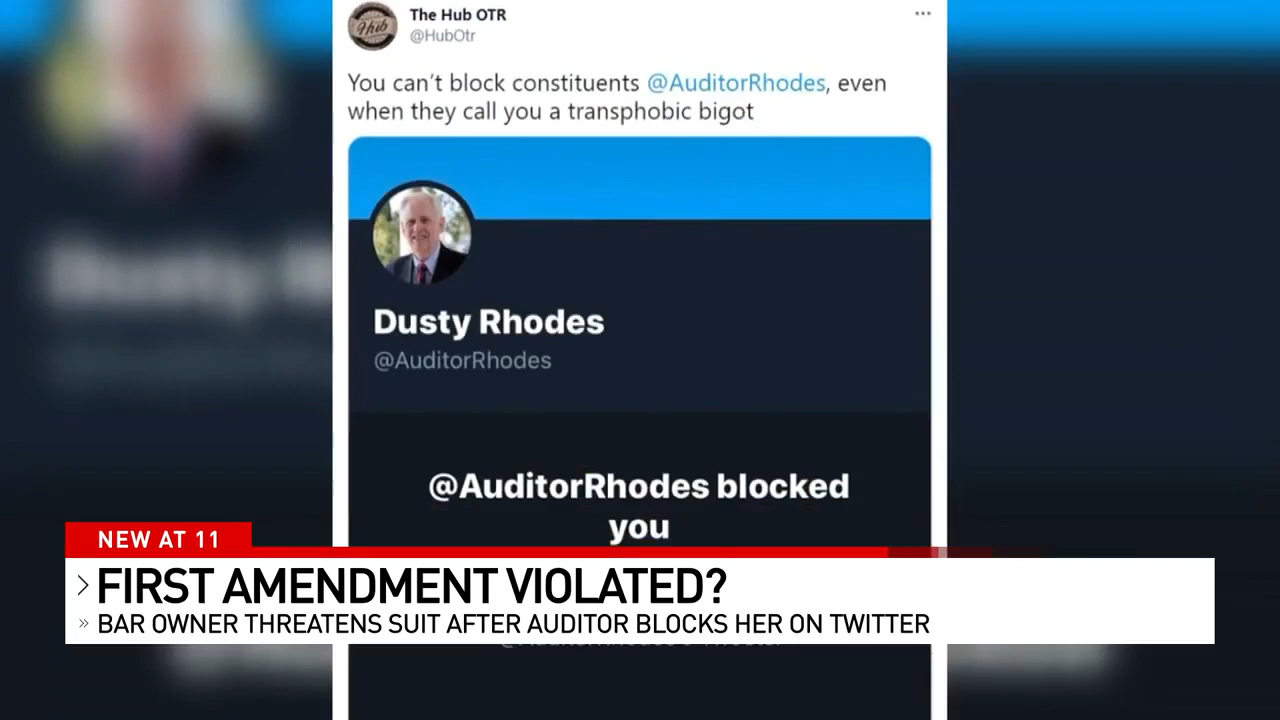 The Hub OTR
Hub
@HubOtr
You can't block constituents @AuditorRhodes, even
when they call you a transphobic bigot
Dusty Rhodes
@AuditorRhodes
@AuditorRhodes blocked
you
NEW AT 11
FIRST AMENDMENT VIOLATED?
» BAR OWNER THREATENS SUIT AFTER AUDITOR BLOCKS HER ON TWITTER
Dusty